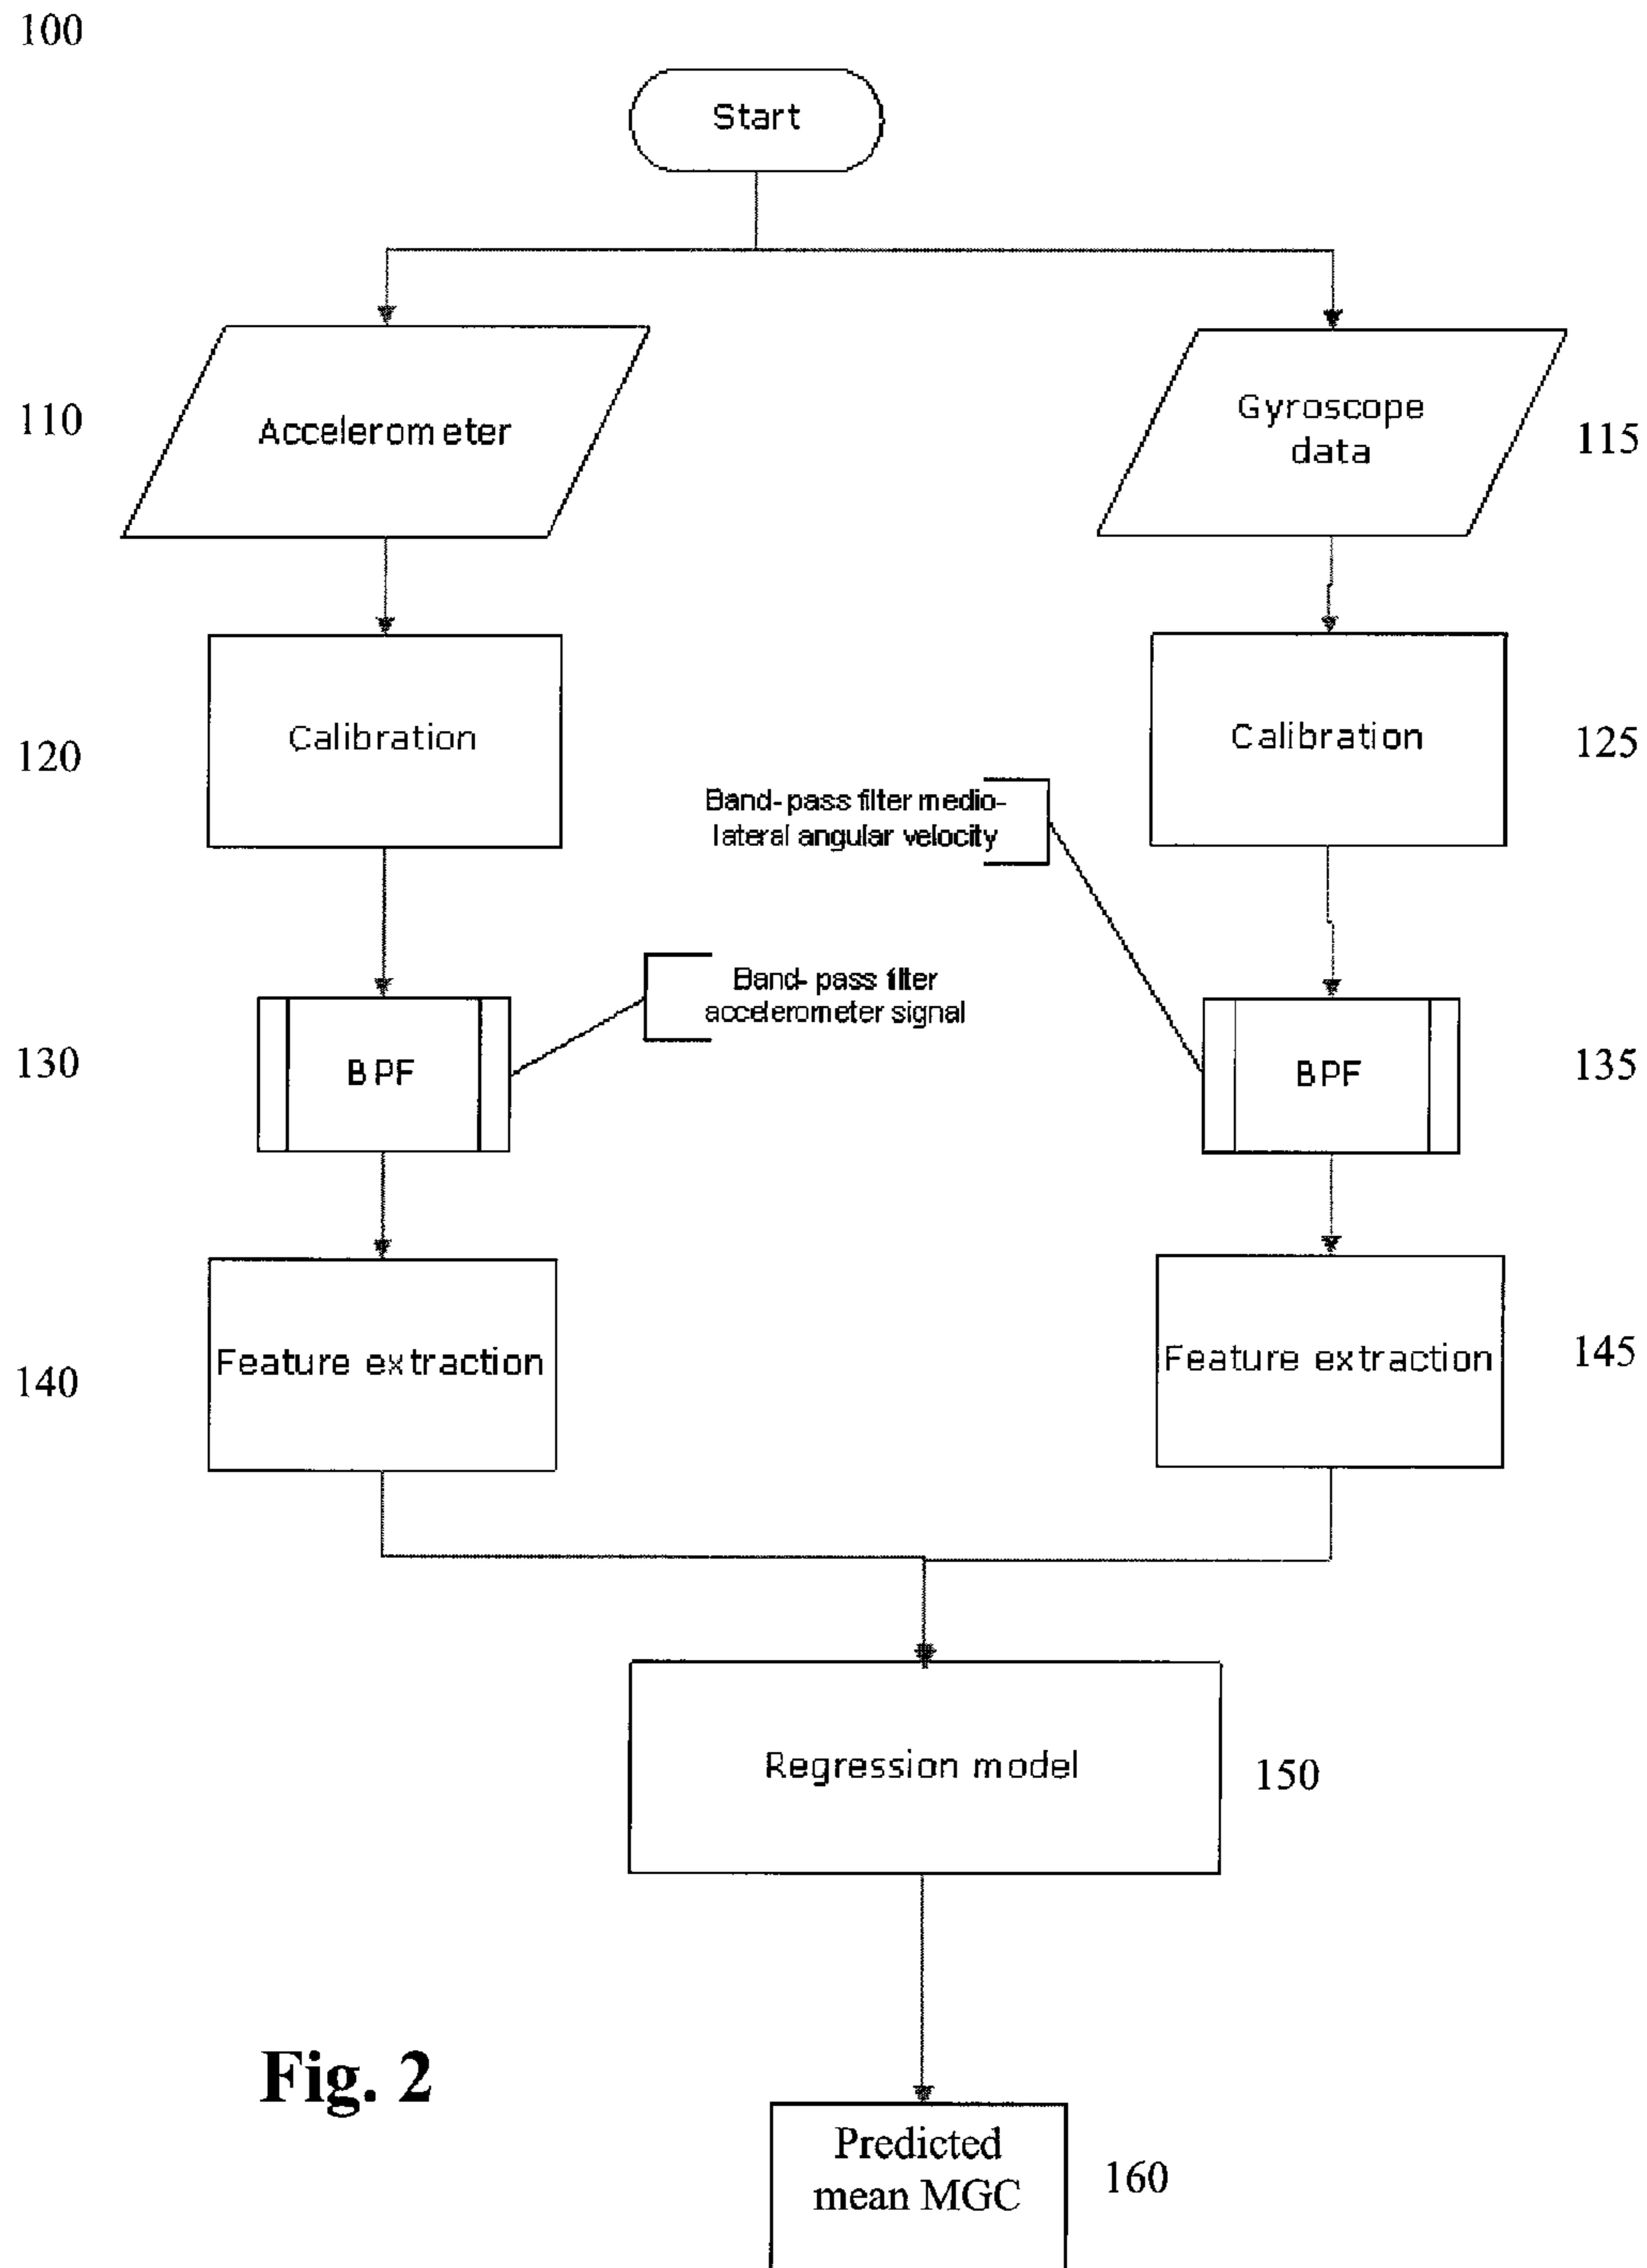 100
Start
110
Accelerometer
Gyroscope
data
115
120
Calibration
Calibration
125
Band-pass filter medio-
lateral angular velocity
Band-pass filter
accelerometer signal
130
BPF
BPF
135
140
Feature extraction
Feature extraction
145
Regression model
150
Fig. 2
Predicted
mean MGC
160